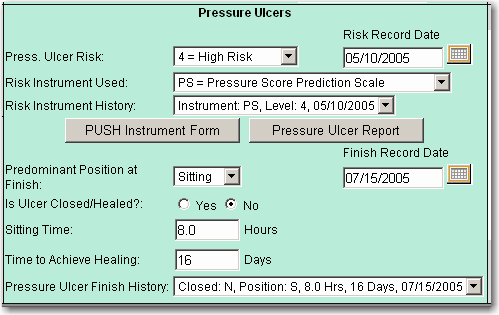 Pressure Ulcers
Risk Record Date
Press. Ulcer Risk: 4 = High Risk 05/10/2005
Risk Instrument Used: PS = Pressure Score Prediction Scale
Risk Instrument History: Instrument: PS, Level: 4, 05/10/2005
PUSH Instrument Form Pressure Ulcer Report
Finish Record Date
Predominant Position at
Finish: Sitting 07/15/2005
Is Ulcer Closed/Healed?: Yes No
Sitting Time: 8.0 Hours
Time to Achieve Healing: 16 Days
Pressure Ulcer Finish History: Closed: N, Position: S, 8.0 Hrs, 16 Days, 07/15/2005